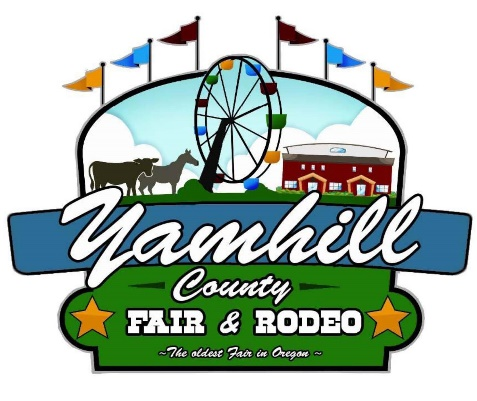 Yamhill
County
FAIR & RODEO
~The oldest Fair in Oregon ~